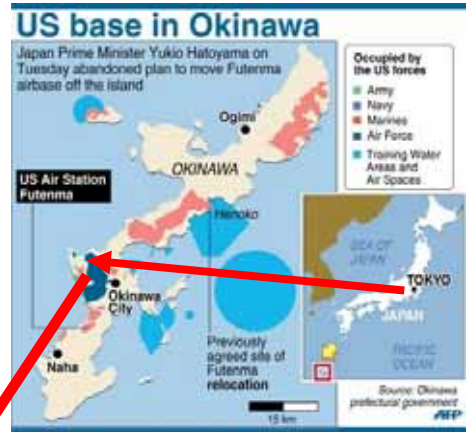 US base in Okinawa
Japan Prime Minister Yukio Hatoyama on
Tuesday abandoned plan to move Futenma
airbase off the island
Occupied by
the US forces
Army
Navy
Marines
Air Force
Training Water
Areas and
Air Spaces
Ogimi
OKINAWA
US Air Station
Futenma
Henoko
Okinawa
City
Naha
Previously
agreed site of
Futenma
relocation
15 km
SEA OF
JAPAN
TOKYO
JAPAN
PACIFIC
OCEAN
Source: Okinawa
prefectural government
AFP